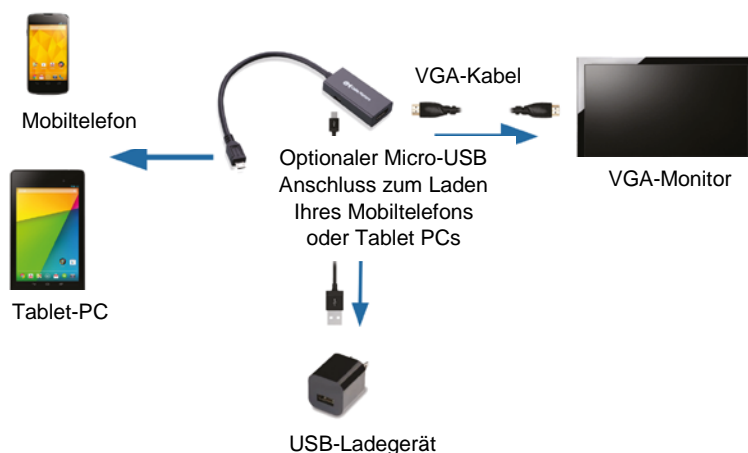 VGA-Kabel
Mobiltelefon
Optionaler Micro-USB
Anschluss zum Laden
Ihres Mobiltelefons
oder Tablet PCs
VGA-Monitor
Tablet-PC
USB-Ladegerät